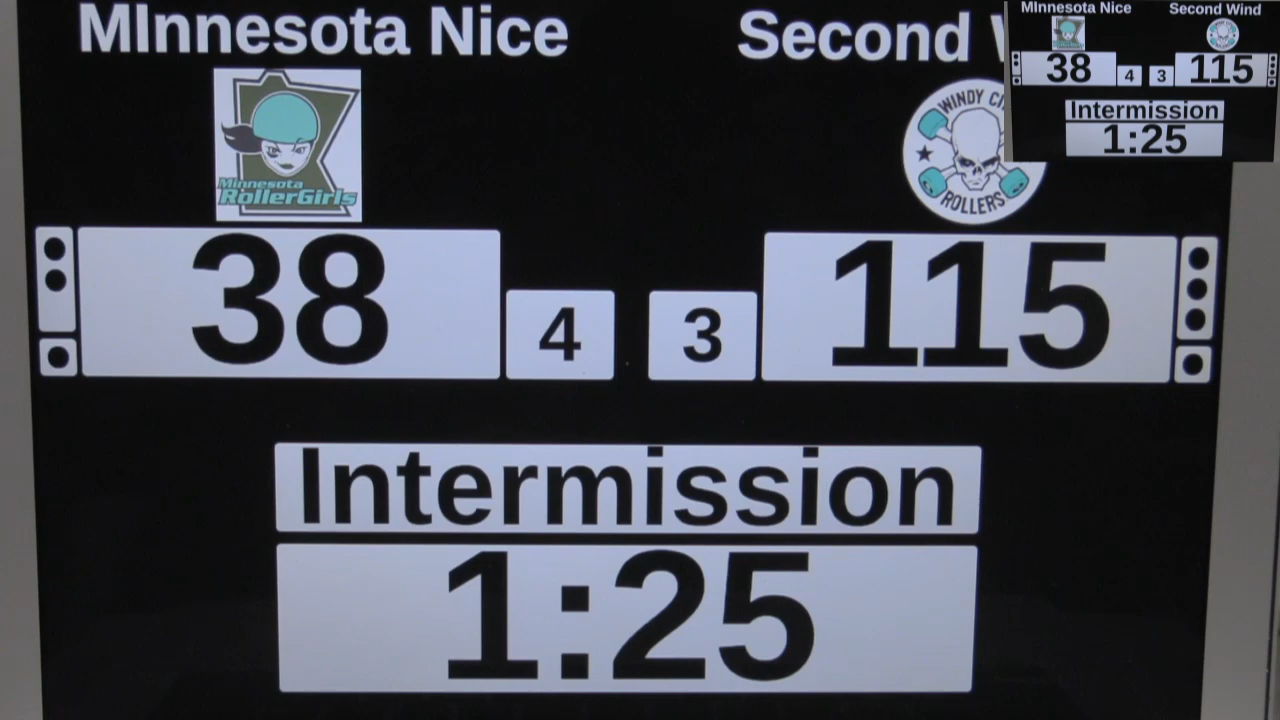 MInnesota Nice
Second W
Minnesota
RollerGirls
WINDY CI
ROLLERS
38
4
3
115
Intermission
1:25
MInnesota Nice
Second Wind
38
4
3
115
Intermission
1:25